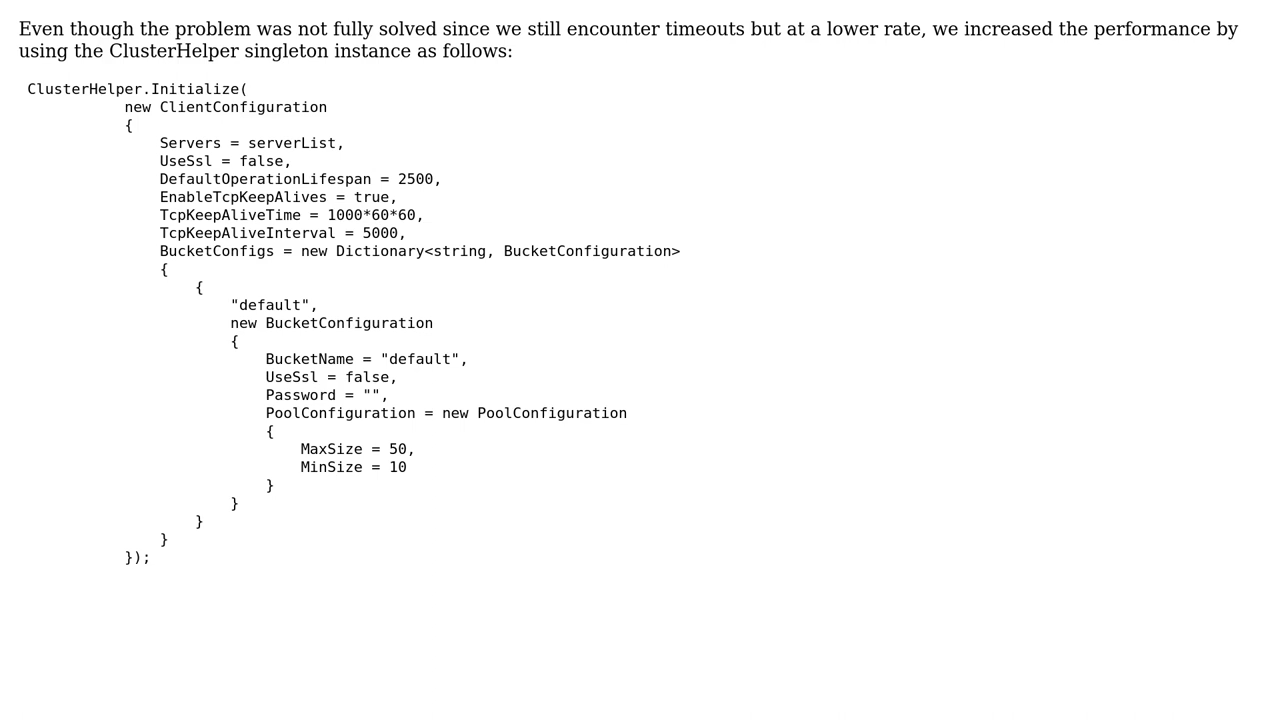 Even though the problem was not fully solved since we still encounter timeouts but at a lower rate, we increased the performance by
using the ClusterHelper singleton instance as follows:
ClusterHelper.Initialize(
           new ClientConfiguration
           {
               Servers = serverList,
               UseSsl = false,
               DefaultOperationLifespan = 2500,
               EnableTcpKeepAlives = true,
               TcpKeepAliveTime = 1000*60*60,
               TcpKeepAliveInterval = 5000,
               BucketConfigs = new Dictionary<string, BucketConfiguration>
               {
                   {
                       "default",
                       new BucketConfiguration
                       {
                           BucketName = "default",
                           UseSsl = false,
                           Password = "",
                           PoolConfiguration = new PoolConfiguration
                           {
                               MaxSize = 50,
                               MinSize = 10
                           }
                       }
                   }
               }
           });